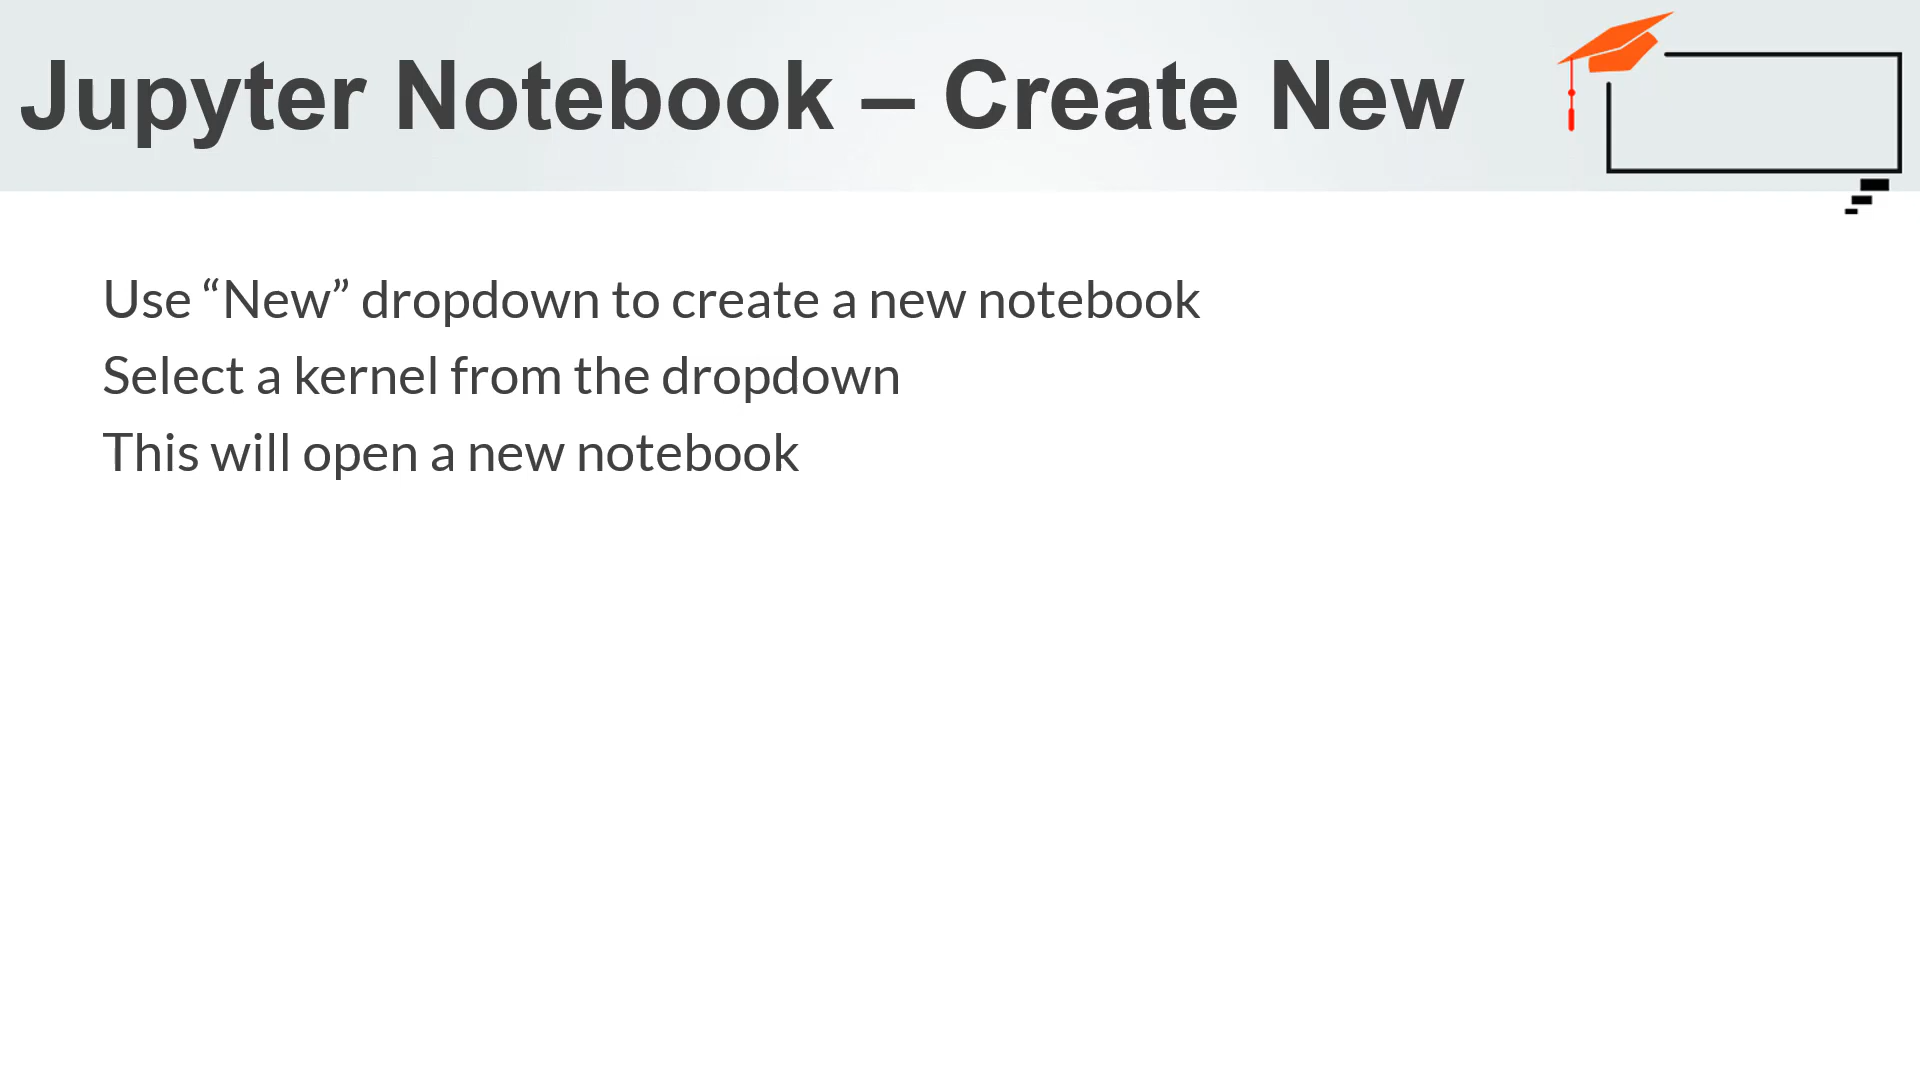 Jupyter Notebook – Create New
Use “New” dropdown to create a new notebook
Select a kernel from the dropdown
This will open a new notebook